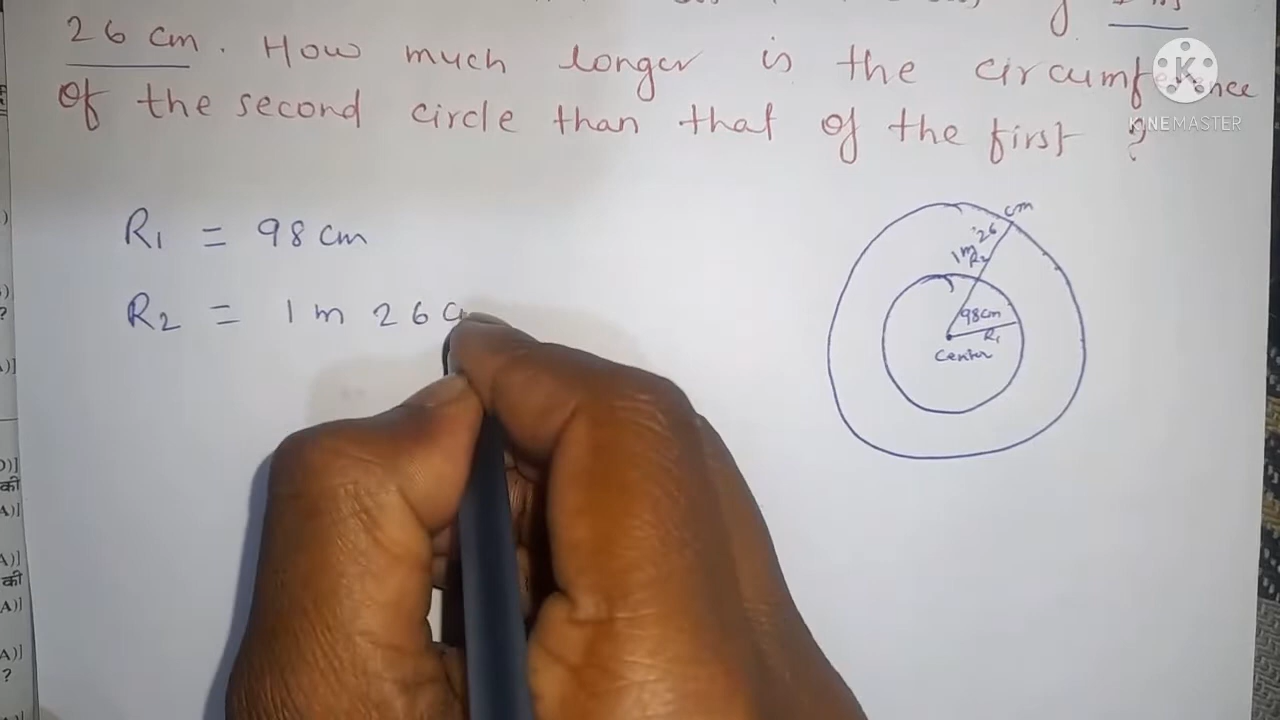 26 cm. How much longer is the circumference
of the second circle than that of the first ?
KINEMASTER
R1 = 98 cm
R2 = 1 m 26 c
cm
1m 26
R2
98cm
R1
Center